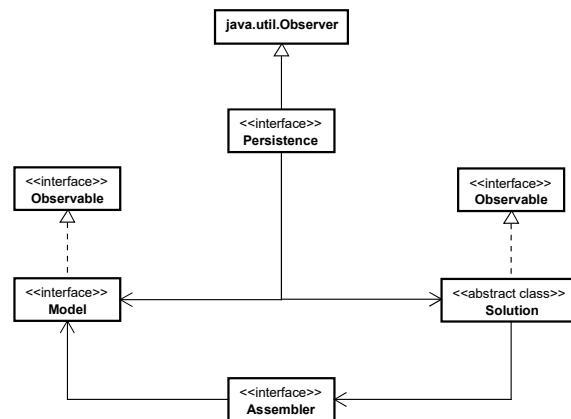 java.util.Observer
<<interface>>
Persistence
<<interface>>
Observable
<<interface>>
Observable
<<interface>>
Model
<<abstract class>>
Solution
<<interface>>
Assembler